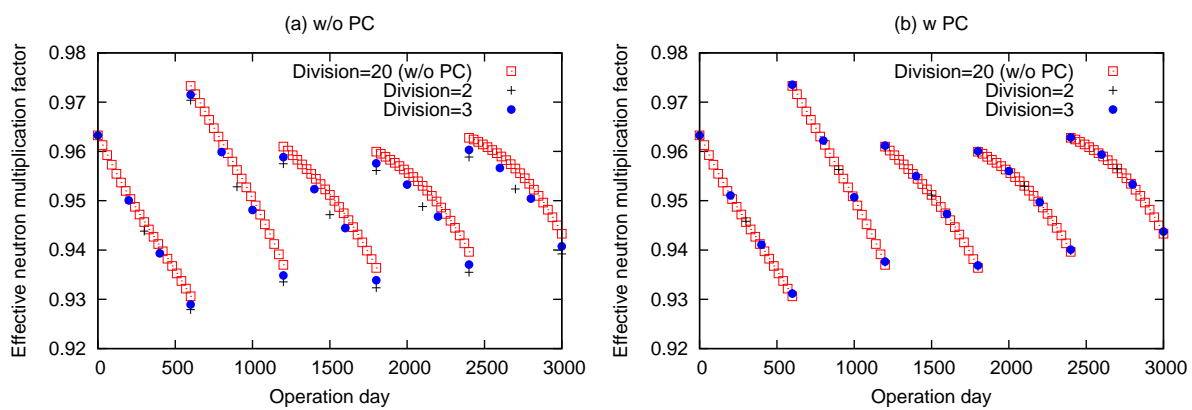 (a) w/o PC
Effective neutron multiplication factor
0.98
0.97
0.96
0.95
0.94
0.93
0.92
Division=20 (w/o PC)
Division=2
Division=3
0 500 1000 1500 2000 2500 3000
Operation day
(b) w PC
Effective neutron multiplication factor
0.98
0.97
0.96
0.95
0.94
0.93
0.92
Division=20 (w/o PC)
Division=2
Division=3
0 500 1000 1500 2000 2500 3000
Operation day